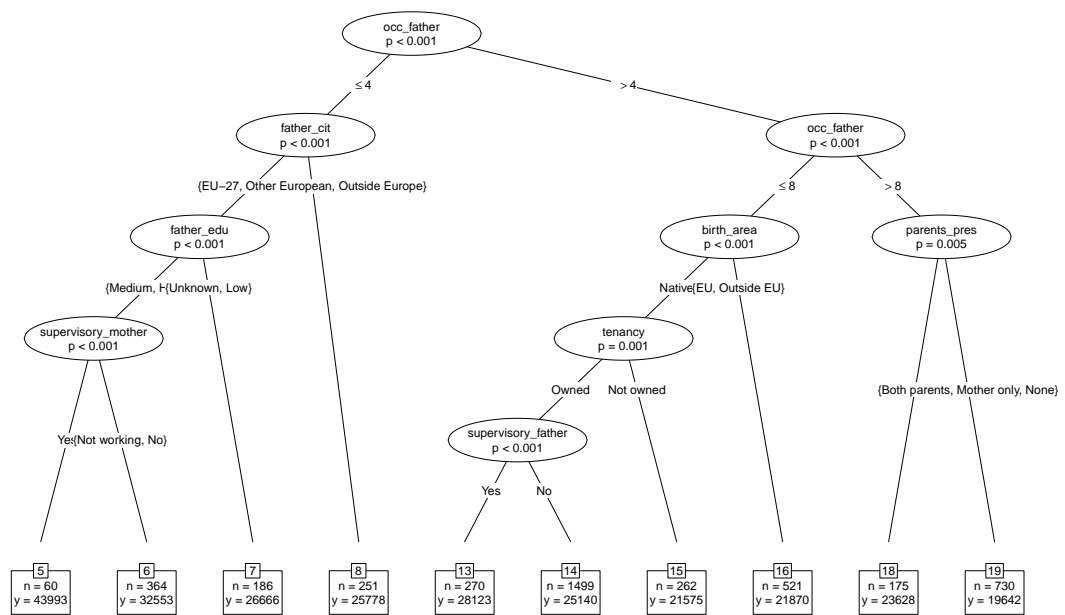 occ_father
p < 0.001
≤ 4
> 4
father_cit
p < 0.001
occ_father
p < 0.001
{EU−27, Other European, Outside Europe}
≤ 8
> 8
father_edu
p < 0.001
birth_area
p < 0.001
parents_pres
p = 0.005
{Medium, {Unknown, Low}
Native{EU, Outside EU}
supervisory_mother
p < 0.001
tenancy
p = 0.001
Owned
Not owned
{Both parents, Mother only, None}
supervisory_father
p < 0.001
Yes{Not working, No}
Yes
No
5
n = 60
y = 43993
6
n = 364
y = 32553
7
n = 186
y = 26666
8
n = 251
y = 25778
13
n = 270
y = 28123
14
n = 1499
y = 25140
15
n = 262
y = 21575
16
n = 521
y = 21870
18
n = 175
y = 23628
19
n = 730
y = 19642